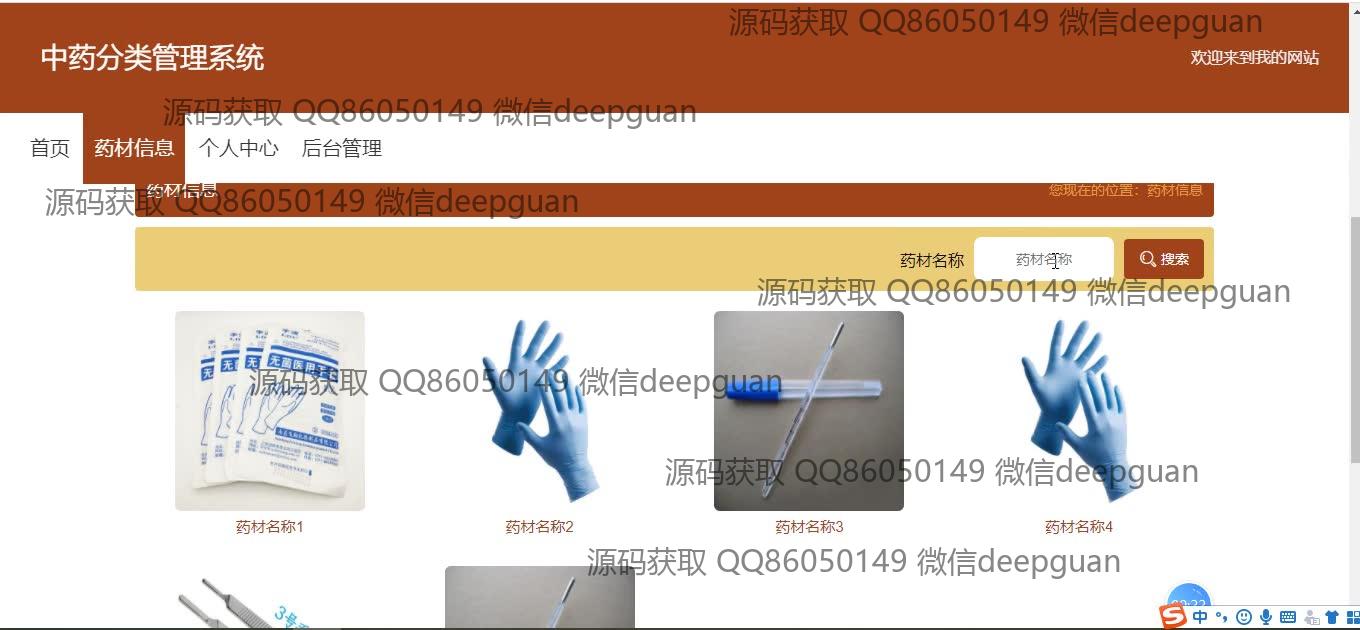 源码获取 QQ86050149 微信deepguan
中药分类管理系统
欢迎来到我的网站
源码获取 QQ86050149 微信deepguan
首页 药材信息 个人中心 后台管理
药材信息 您现在的位置：药材信息
源码获取 QQ86050149 微信deepguan
药材名称 药材名称 搜索
源码获取 QQ86050149 微信deepguan
无菌医用手套
源码获取 QQ86050149 微信deepguan
源码获取 QQ86050149 微信deepguan
药材名称1 药材名称2 药材名称3 药材名称4
源码获取 QQ86050149 微信deepguan
3号
中